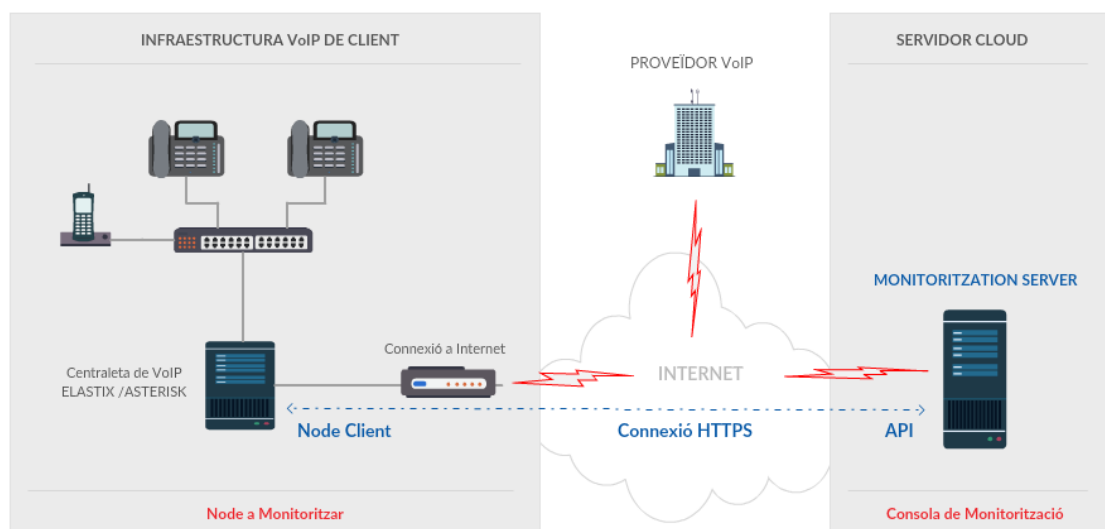 INFRAESTRUCTURA VoIP DE CLIENT
SERVIDOR CLOUD
PROVEÏDOR VoIP
MONITORITZATION SERVER
Connexió a Internet
Centraleta de VoIP
ELASTIX /ASTERISK
INTERNET
Node Client
Connexió HTTPS
API
Node a Monitoritzar
Consola de Monitorització